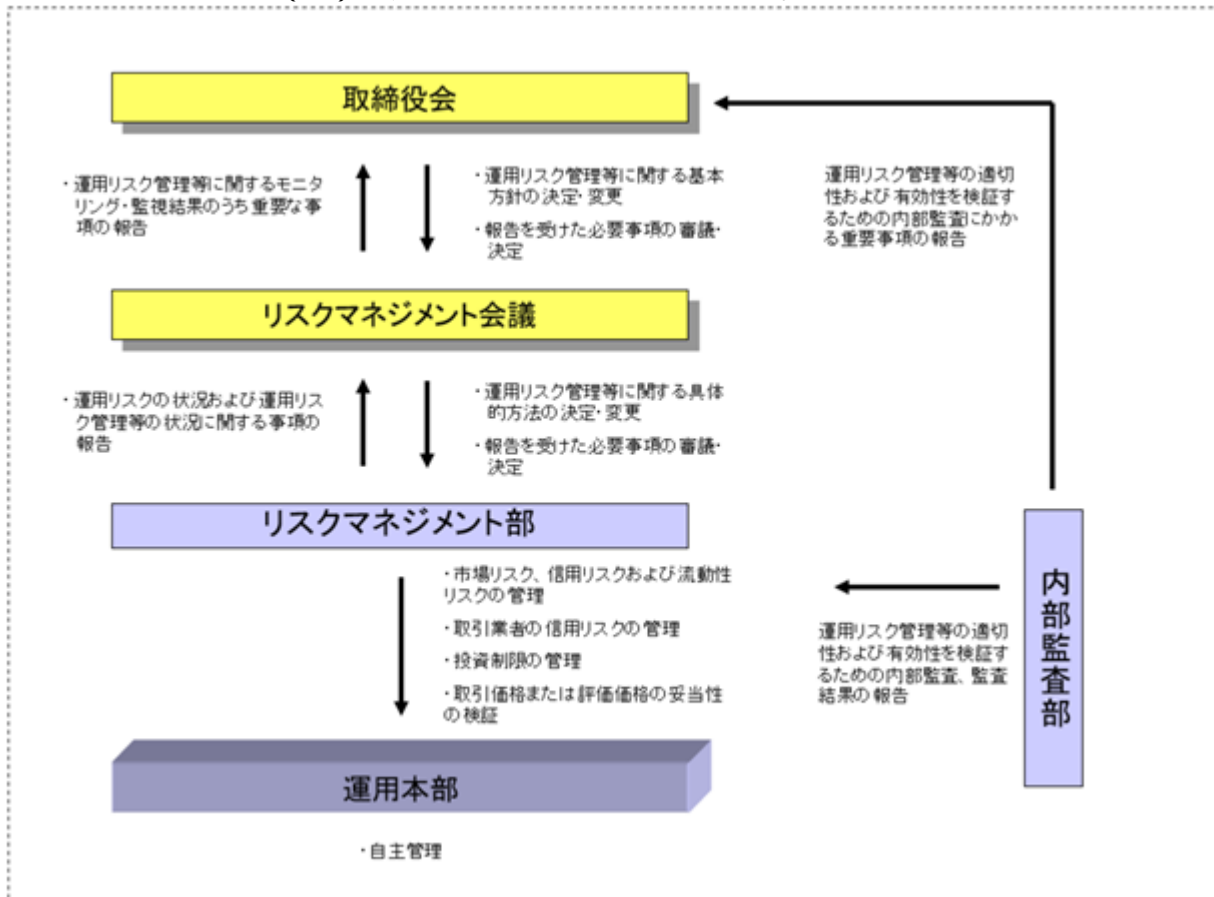 取締役会
・運用リスク管理等に関するモニタ
リング・監視結果のうち重要な事
項の報告
・運用リスク管理等に関する基本
方針の決定・変更
・報告を受けた必要事項の審議・
決定
運用リスク管理等の適切
性および有効性を検証す
るための内部監査にかか
る重要事項の報告
リスクマネジメント会議
・運用リスクの状況および運用リス
ク管理等の状況に関する事項の
報告
・運用リスク管理等に関する具体
的方法の決定・変更
・報告を受けた必要事項の審議・
決定
リスクマネジメント部
・市場リスク、信用リスクおよび流動性
リスクの管理
・取引業者の信用リスクの管理
・投資制限の管理
・取引価格または評価価格の妥当性
の検証
運用リスク管理等の適切
性および有効性を検証す
るための内部監査、監査
結果の報告
内部監査部
運用本部
・自主管理